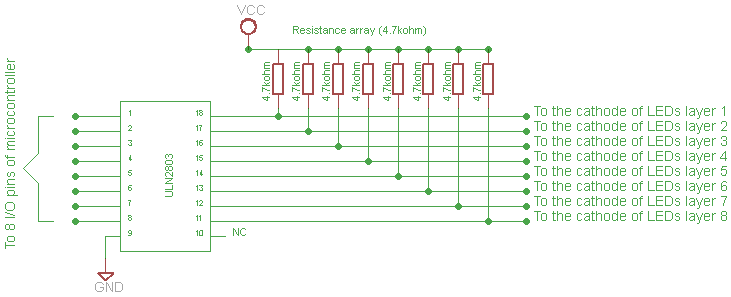 VCC
Resistance array (4.7kohm)
4.7kohm
4.7kohm
4.7kohm
4.7kohm
4.7kohm
4.7kohm
4.7kohm
4.7kohm
To 8 I/O pins of microcontroller
1
2
3
4
5
6
7
8
9
ULN2803
18
17
16
15
14
13
12
11
10
NC
GND
To the cathode of LEDs layer 1
To the cathode of LEDs layer 2
To the cathode of LEDs layer 3
To the cathode of LEDs layer 4
To the cathode of LEDs layer 5
To the cathode of LEDs layer 6
To the cathode of LEDs layer 7
To the cathode of LEDs layer 8